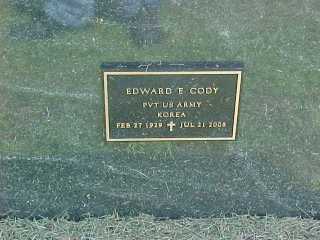 EDWARD E CODY
PVT US ARMY
KOREA
FEB 27 1929 ✝ JUL 21 2008